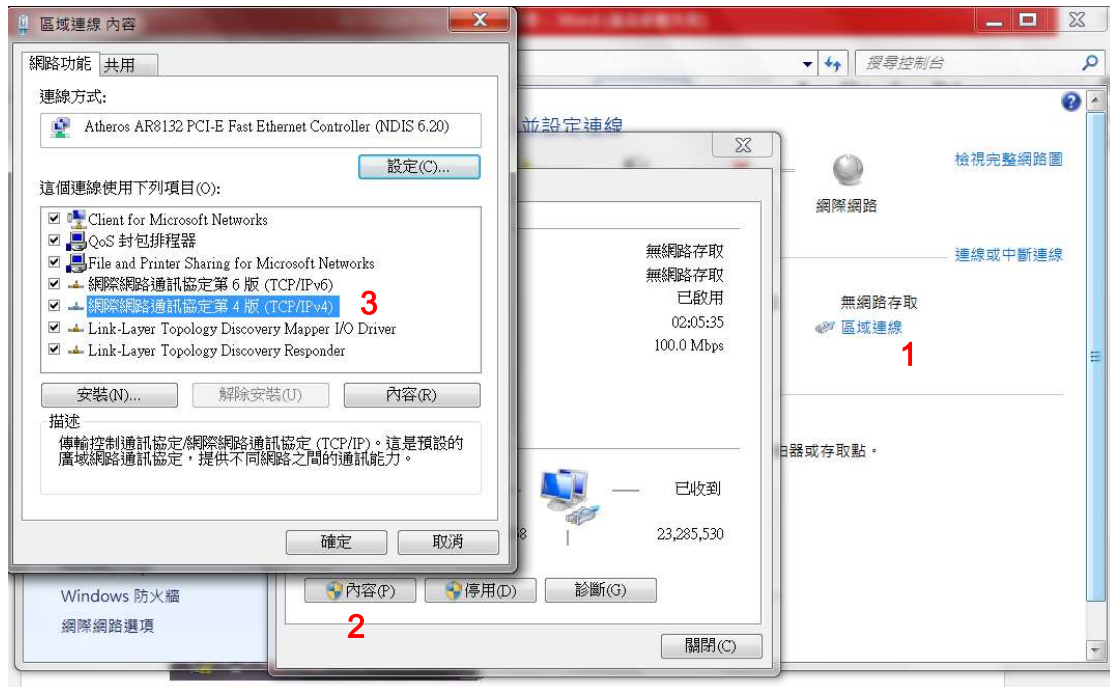 區域連線 內容
網路功能 共用
連線方式:
Atheros AR8132 PCI-E Fast Ethernet Controller (NDIS 6.20)
設定(C)...
這個連線使用下列項目(O):
Client for Microsoft Networks
QoS 封包排程器
File and Printer Sharing for Microsoft Networks
網際網路通訊協定第 6 版 (TCP/IPv6)
網際網路通訊協定第 4 版 (TCP/IPv4) 3
Link-Layer Topology Discovery Mapper I/O Driver
Link-Layer Topology Discovery Responder
安裝(N)... 解除安裝(U) 內容(R)
描述
傳輸控制通訊協定/網際網路通訊協定 (TCP/IP)。這是預設的
廣域網路通訊協定，提供不同網路之間的通訊能力。
確定 取消
無網路存取
無網路存取
已啟用
02:05:35
100.0 Mbps
已收到
23,285,530
內容(P) 停用(D) 診斷(G)
2
關閉(C)
搜尋控制台
並設定連線
檢視完整網路圖
網際網路
連線或中斷連線
無網路存取
區域連線
1
由器或存取點。
Windows 防火牆
網際網路選項